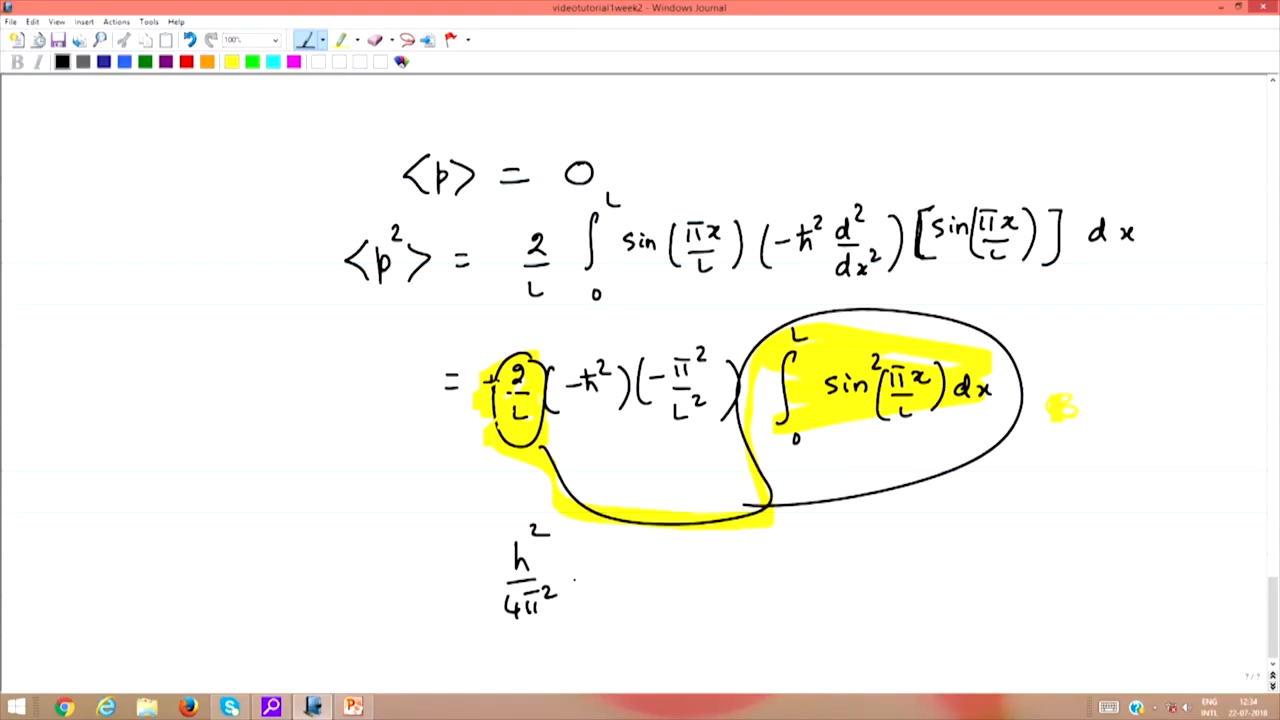 videotutorial1week2 - Windows Journal
File Edit View Insert Actions Tools Help
100%
B I
<p> = 0
<p²> = 2/L ∫₀ᴸ sin(πx/L) (-ħ² d²/dx²) [sin(πx/L)] dx
= 2/L (-ħ²) (-π²/L²) ∫₀ᴸ sin²(πx/L) dx
h²/4π²
7 / 7
ENG 12:34
INTL 22-07-2018